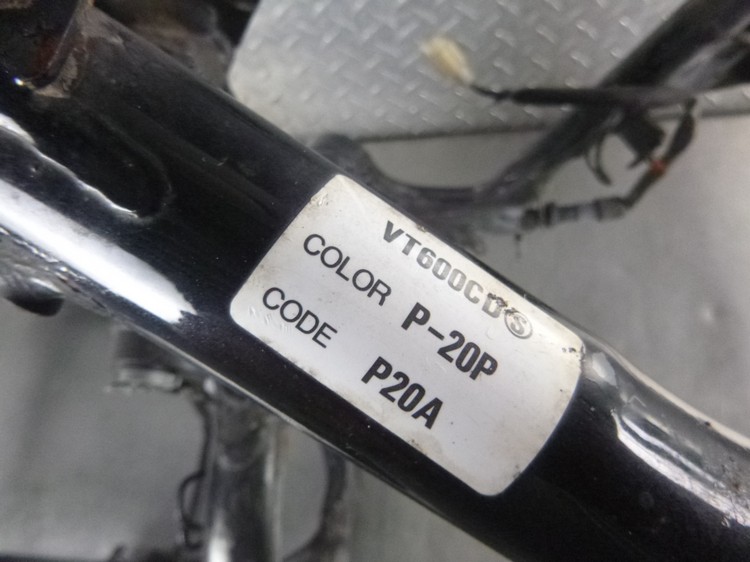 VT600CDⓈ
COLOR P-20P
CODE P20A